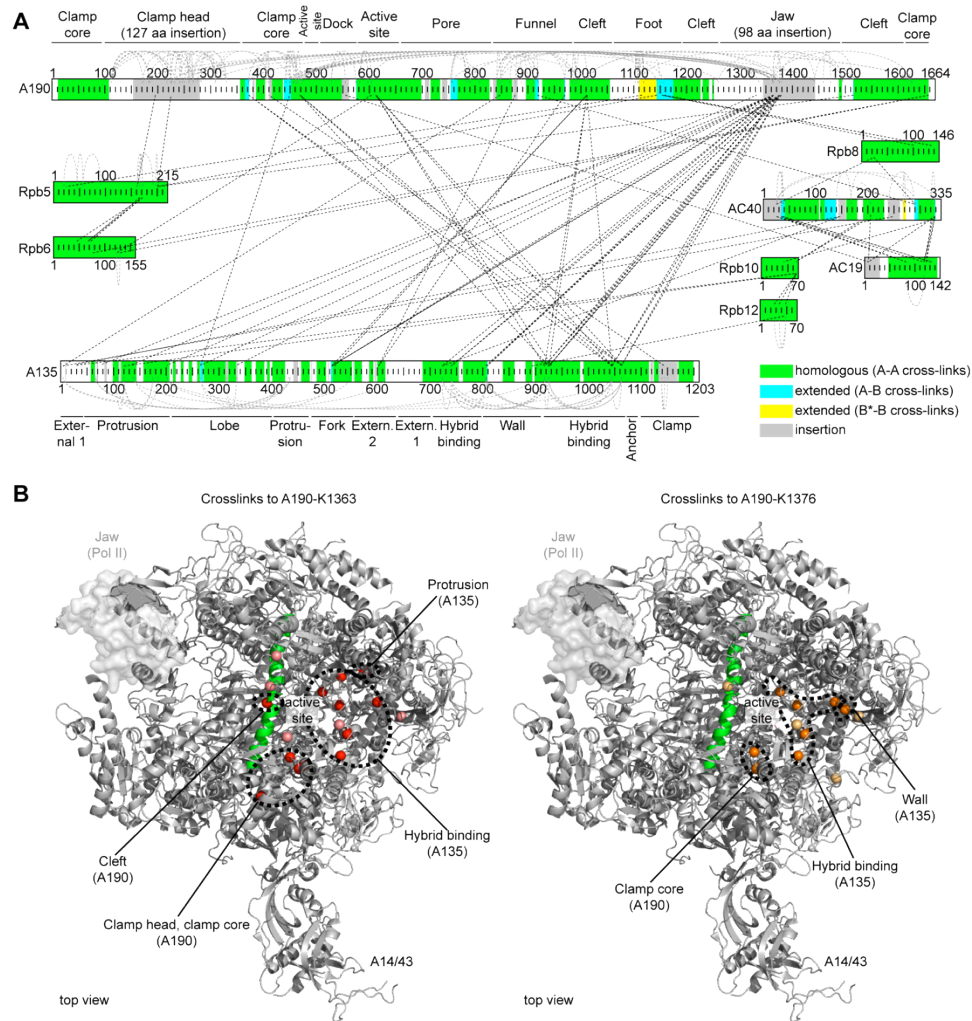 A
Clamp core
Clamp head (127 aa insertion)
Clamp core
Active site
Dock
Active site
Pore
Funnel
Cleft
Foot
Cleft
Jaw (98 aa insertion)
Cleft
Clamp core
1 100 200 300 400 500 600 700 800 900 1000 1100 1200 1300 1400 1500 1600 1664
A190
1 100 146
Rpb8
1 100 215
Rpb5
1 100 200 335
AC40
Rpb6
100 155
Rpb10
1 70
AC19
1 100 142
Rpb12
1 70
A135
1 100 200 300 400 500 600 700 800 900 1000 1100 1203
homologous (A-A cross-links)
extended (A-B cross-links)
extended (B*-B cross-links)
insertion
Exter-nal 1
Protrusion
Lobe
Protru-sion
Fork
Extern. 2
Extern. 1
Hybrid binding
Wall
Hybrid binding
Anchor
Clamp
B
Crosslinks to A190-K1363
Jaw
(Pol II)
Protrusion
(A135)
active
site
Cleft
(A190)
Hybrid binding
(A135)
Clamp head, clamp core
(A190)
A14/43
top view
Crosslinks to A190-K1376
Jaw
(Pol II)
active
site
Wall
(A135)
Hybrid binding
(A135)
Clamp core
(A190)
A14/43
top view